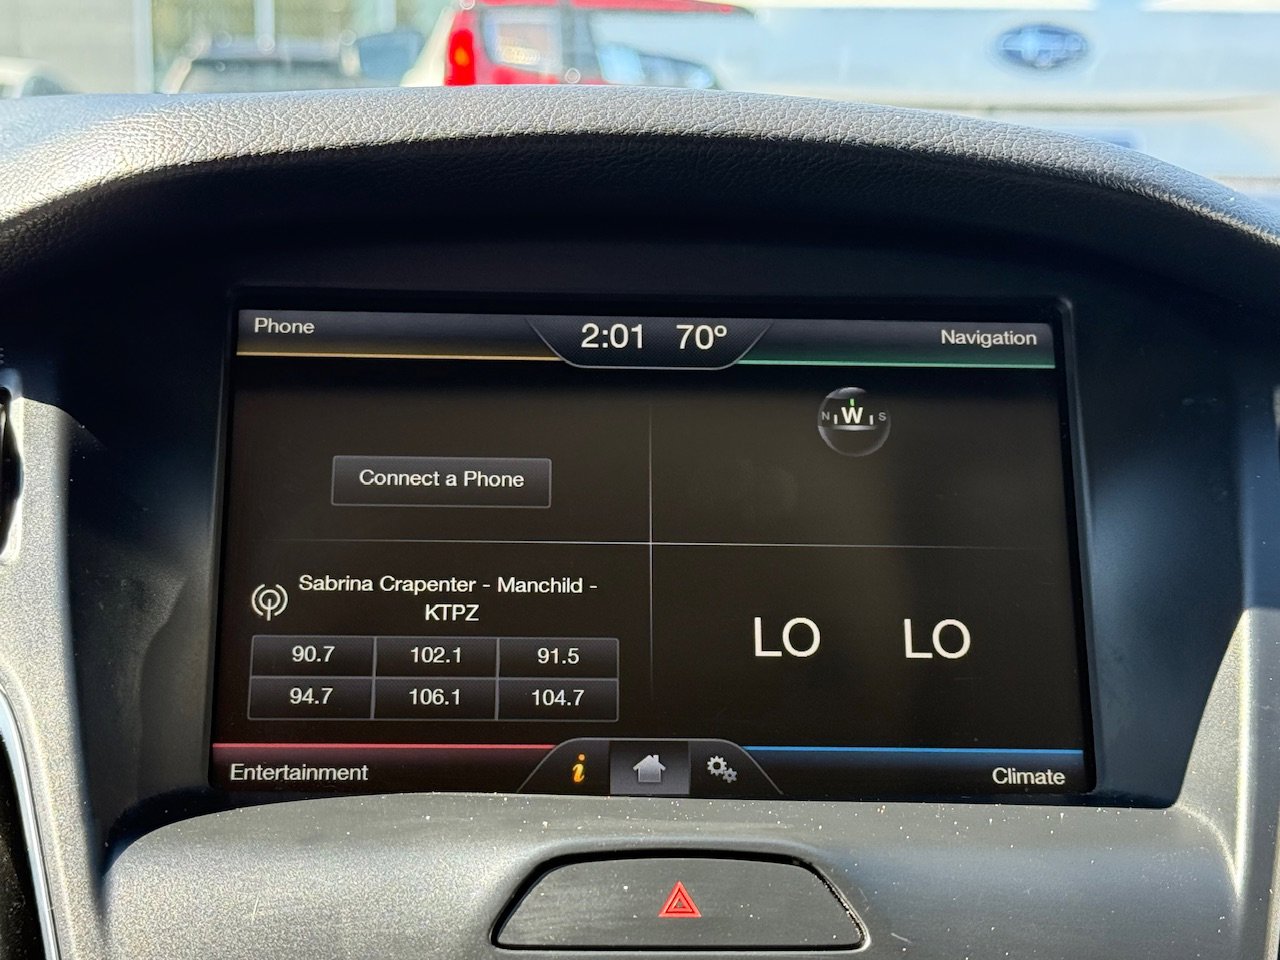 Phone
2:01 70°
Navigation
N W S
Connect a Phone
Sabrina Crapenter - Manchild -
KTPZ
90.7 102.1 91.5
94.7 106.1 104.7
LO LO
Entertainment
i
Climate